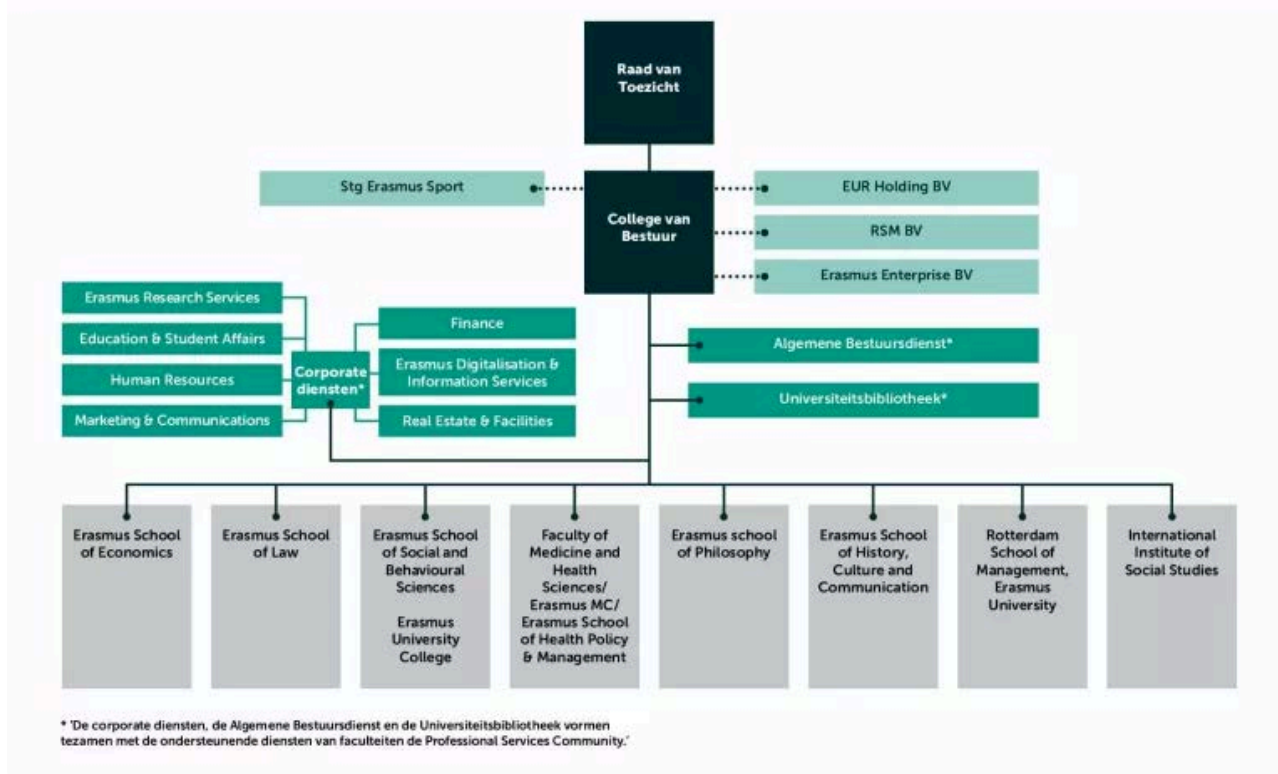 Raad van
Toezicht
Stg Erasmus Sport
College van
Bestuur
EUR Holding BV
RSM BV
Erasmus Enterprise BV
Erasmus Research Services
Education & Student Affairs
Human Resources
Marketing & Communications
Corporate
diensten*
Finance
Erasmus Digitalisation &
Information Services
Real Estate & Facilities
Algemene Bestuursdienst*
Universiteitsbibliotheek*
Erasmus School
of Economics
Erasmus School
of Law
Erasmus School
of Social and
Behavioural
Sciences
Erasmus
University
College
Faculty of
Medicine and
Health
Sciences/
Erasmus MC/
Erasmus School
of Health Policy
& Management
Erasmus school
of Philosophy
Erasmus School
of History,
Culture and
Communication
Rotterdam
School of
Management,
Erasmus
University
International
Institute of
Social Studies
* 'De corporate diensten, de Algemene Bestuursdienst en de Universiteitsbibliotheek vormen
tezamen met de ondersteunende diensten van faculteiten de Professional Services Community.'